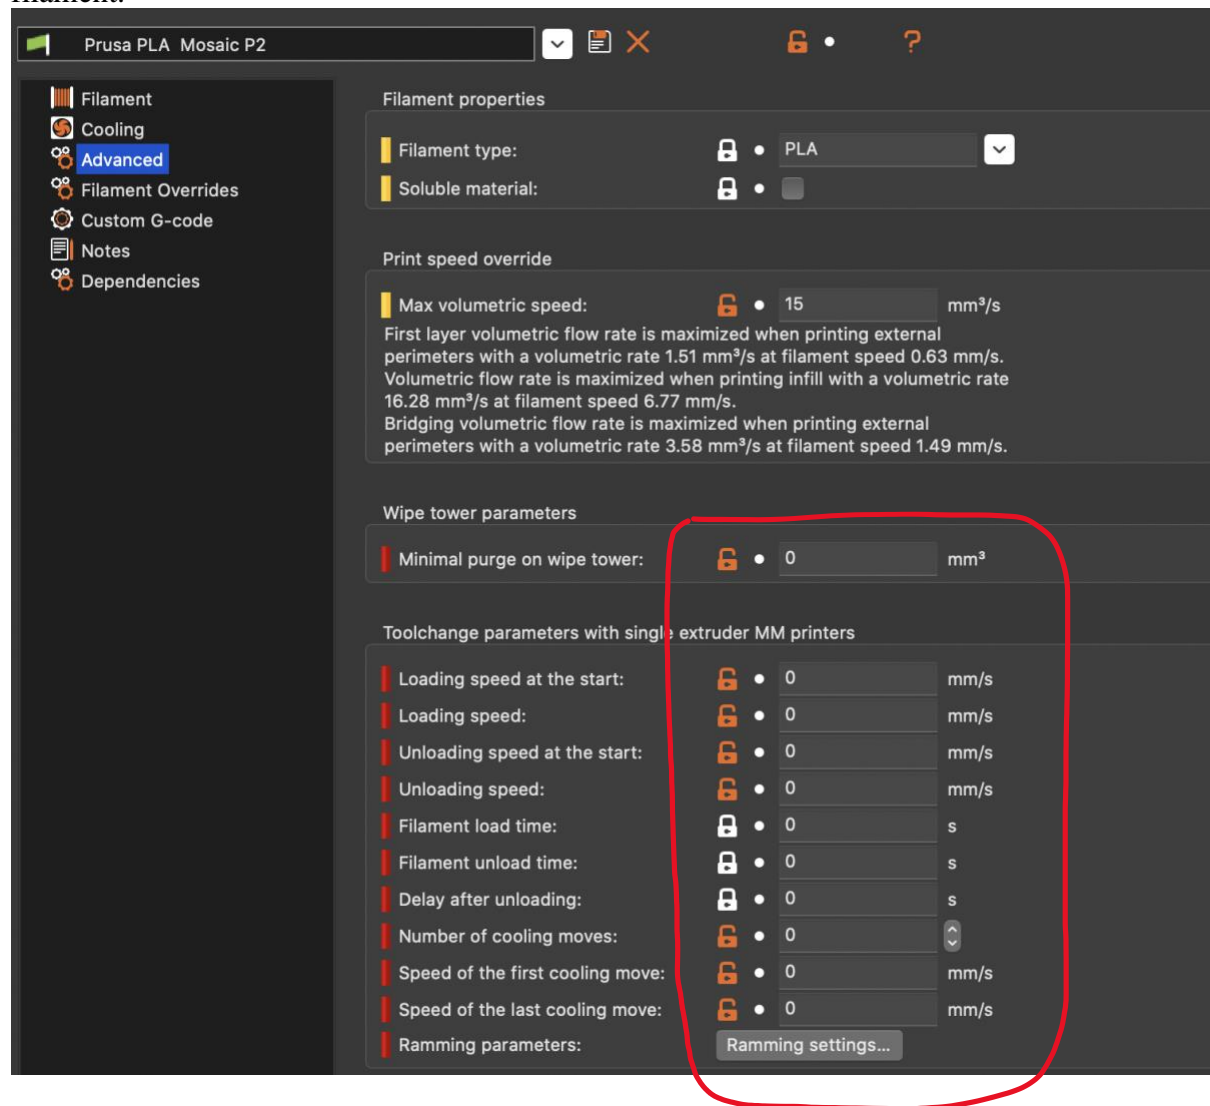 filament.
Prusa PLA Mosaic P2
?
Filament
Cooling
Advanced
Filament Overrides
Custom G-code
Notes
Dependencies
Filament properties
Filament type: PLA
Soluble material:
Print speed override
Max volumetric speed: 15 mm³/s
First layer volumetric flow rate is maximized when printing external
perimeters with a volumetric rate 1.51 mm³/s at filament speed 0.63 mm/s.
Volumetric flow rate is maximized when printing infill with a volumetric rate
16.28 mm³/s at filament speed 6.77 mm/s.
Bridging volumetric flow rate is maximized when printing external
perimeters with a volumetric rate 3.58 mm³/s at filament speed 1.49 mm/s.
Wipe tower parameters
Minimal purge on wipe tower: 0 mm³
Toolchange parameters with single extruder MM printers
Loading speed at the start: 0 mm/s
Loading speed: 0 mm/s
Unloading speed at the start: 0 mm/s
Unloading speed: 0 mm/s
Filament load time: 0 s
Filament unload time: 0 s
Delay after unloading: 0 s
Number of cooling moves: 0
Speed of the first cooling move: 0 mm/s
Speed of the last cooling move: 0 mm/s
Ramming parameters: Ramming settings...